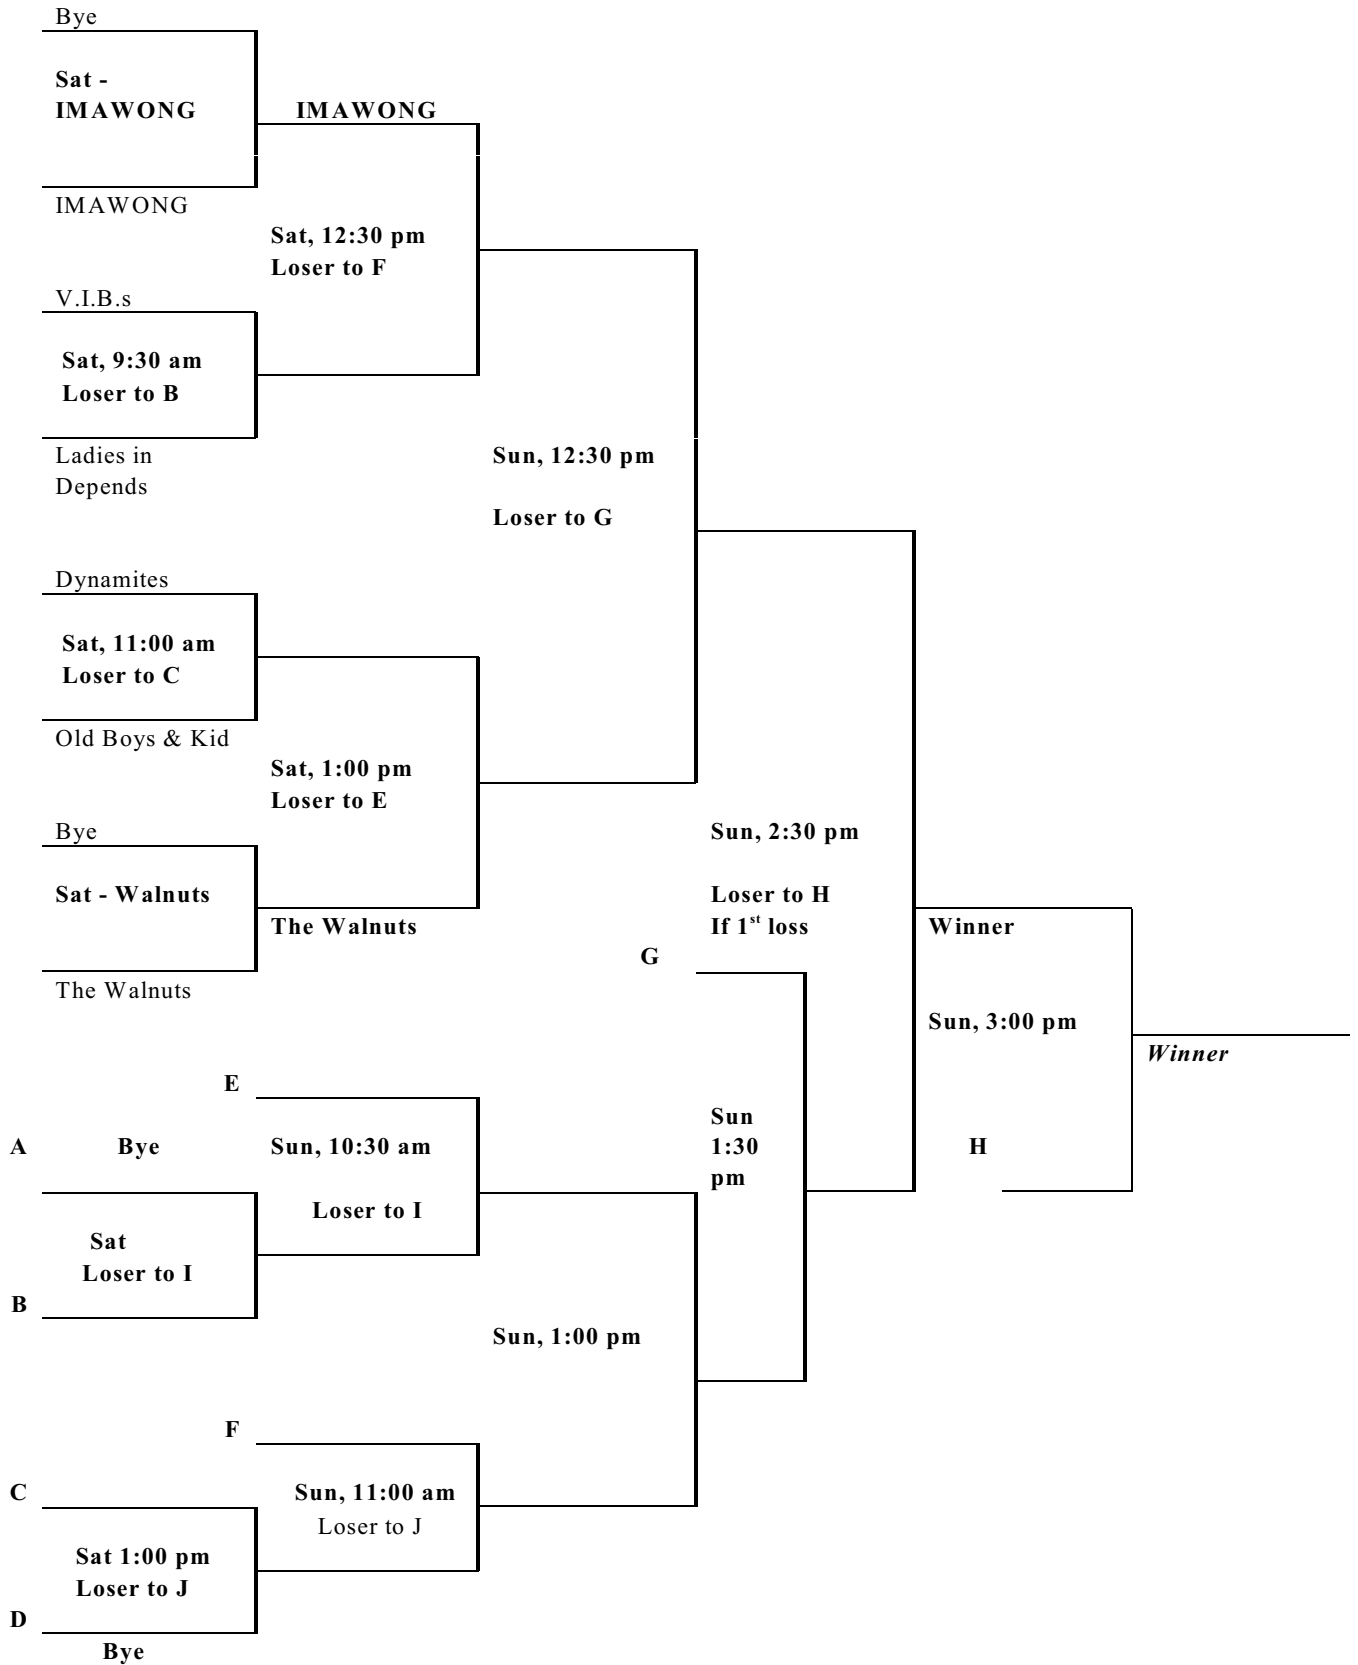 Bye
Sat -
IMAWONG
IMAWONG
IMAWONG
Sat, 12:30 pm
Loser to F
V.I.B.s
Sat, 9:30 am
Loser to B
Ladies in
Depends
Sun, 12:30 pm
Loser to G
Dynamites
Sat, 11:00 am
Loser to C
Old Boys & Kid
Sat, 1:00 pm
Loser to E
Bye
Sat - Walnuts
The Walnuts
The Walnuts
Sun, 2:30 pm
Loser to H
If 1st loss
Winner
G
Sun, 3:00 pm
Winner
E
A
Bye
Sun, 10:30 am
Loser to I
Sun
1:30
pm
H
Sat
Loser to I
B
Sun, 1:00 pm
F
C
Sun, 11:00 am
Loser to J
Sat 1:00 pm
Loser to J
D
Bye